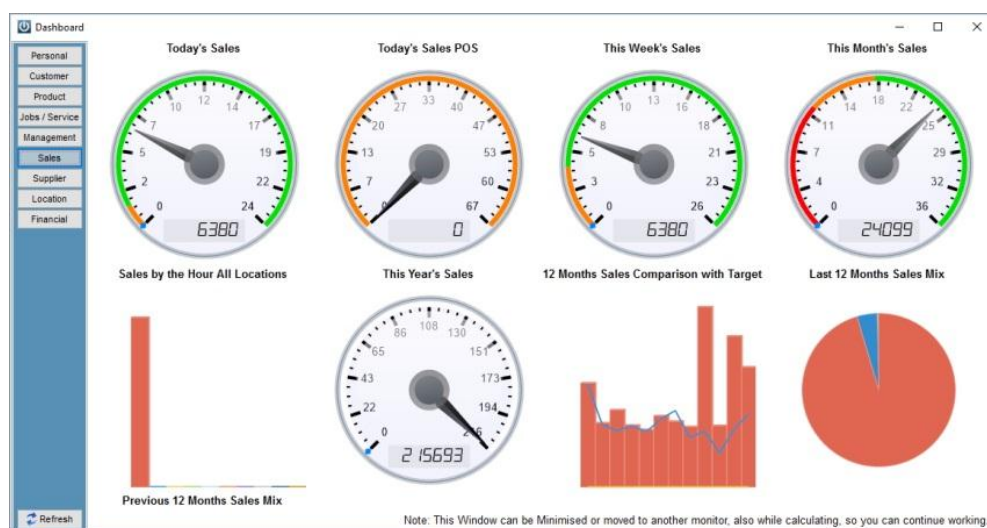 Dashboard
Personal
Customer
Product
Jobs / Service
Management
Sales
Supplier
Location
Financial
Refresh
Today's Sales
0 2 5 7 10 12 14 17 19 22 24
6380
Today's Sales POS
0 7 13 20 27 33 40 47 53 60 67
0
This Week's Sales
0 3 5 8 10 13 16 18 21 23 26
6380
This Month's Sales
0 4 7 11 14 18 22 25 29 32 36
24099
Sales by the Hour All Locations
This Year's Sales
0 22 43 65 86 108 130 151 173 194
215693
12 Months Sales Comparison with Target
Last 12 Months Sales Mix
Previous 12 Months Sales Mix
Note: This Window can be Minimised or moved to another monitor, also while calculating, so you can continue working